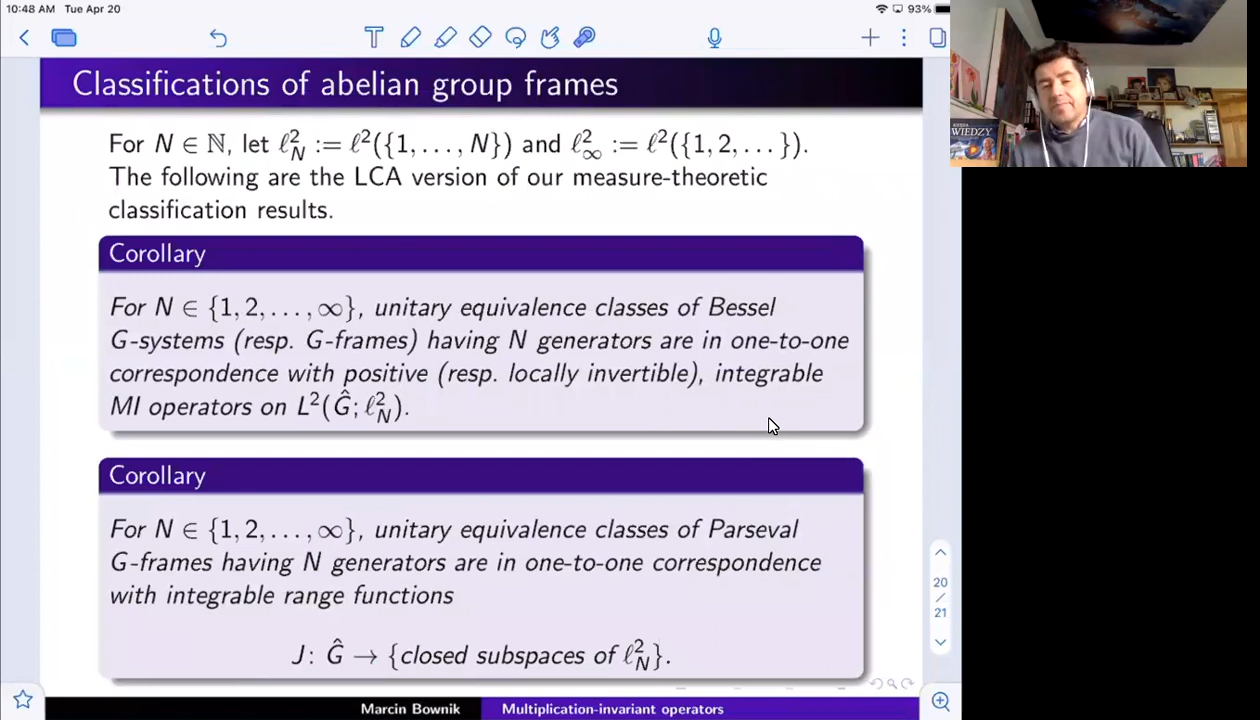 10:48 AM Tue Apr 20
93%
Classifications of abelian group frames
For N ∈ ℕ, let ℓ²_N := ℓ²({1, . . . , N}) and ℓ²_∞ := ℓ²({1, 2, . . . }).
The following are the LCA version of our measure-theoretic
classification results.
Corollary
For N ∈ {1, 2, . . . , ∞}, unitary equivalence classes of Bessel
G-systems (resp. G-frames) having N generators are in one-to-one
correspondence with positive (resp. locally invertible), integrable
MI operators on L²(Ĝ; ℓ²_N).
Corollary
For N ∈ {1, 2, . . . , ∞}, unitary equivalence classes of Parseval
G-frames having N generators are in one-to-one correspondence
with integrable range functions
J: Ĝ → {closed subspaces of ℓ²_N}.
20
/
21
Marcin Bownik Multiplication-invariant operators
WIEDZY